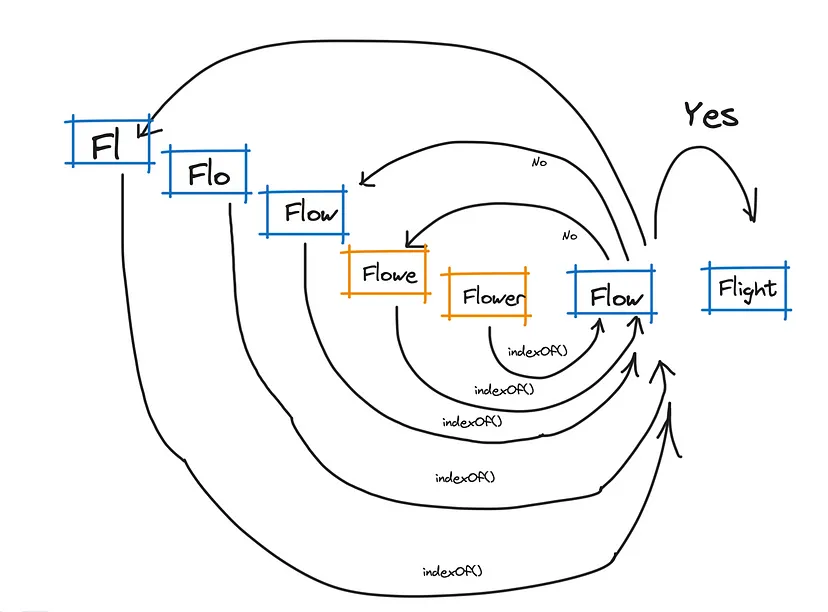 Yes
Fl
Flo
No
Flow
No
Flowe
Flower
Flow
Flight
indexOf()
indexOf()
indexOf()
indexOf()
indexOf()